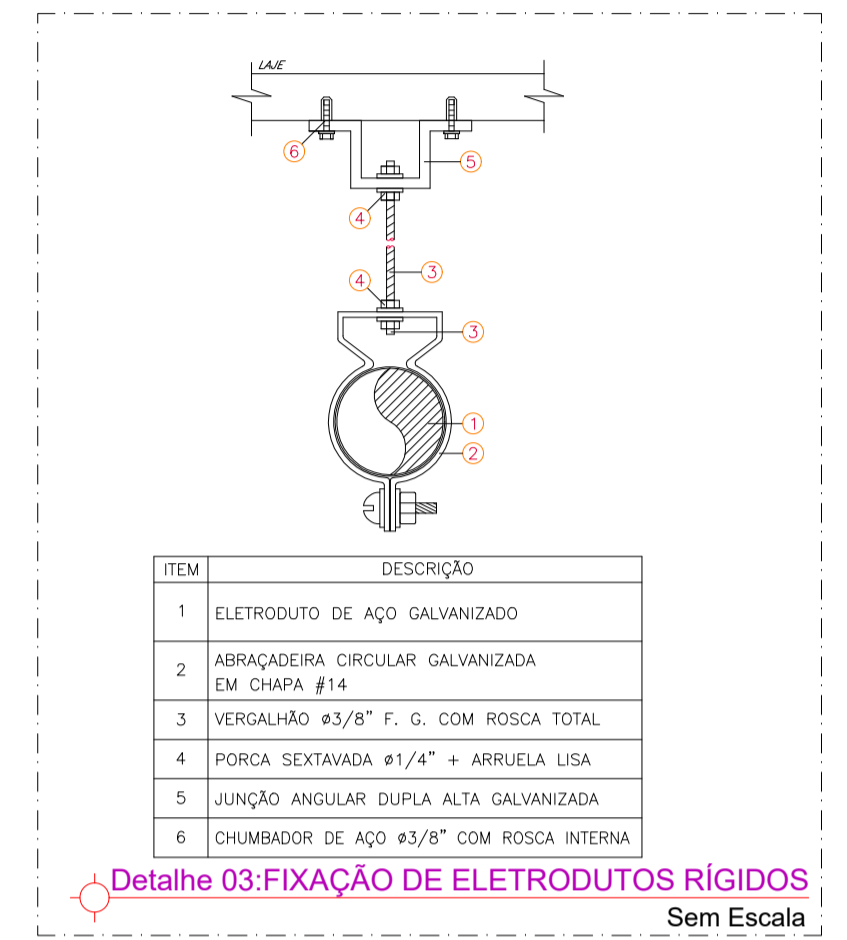 LAJE
6
5
4
3
4
3
1
2
ITEM DESCRIÇÃO
1 ELETRODUTO DE AÇO GALVANIZADO
2 ABRAÇADEIRA CIRCULAR GALVANIZADA
EM CHAPA #14
3 VERGALHÃO ø3/8” F. G. COM ROSCA TOTAL
4 PORCA SEXTAVADA ø1/4” + ARRUELA LISA
5 JUNÇÃO ANGULAR DUPLA ALTA GALVANIZADA
6 CHUMBADOR DE AÇO ø3/8” COM ROSCA INTERNA
Detalhe 03:FIXAÇÃO DE ELETRODUTOS RÍGIDOS
Sem Escala